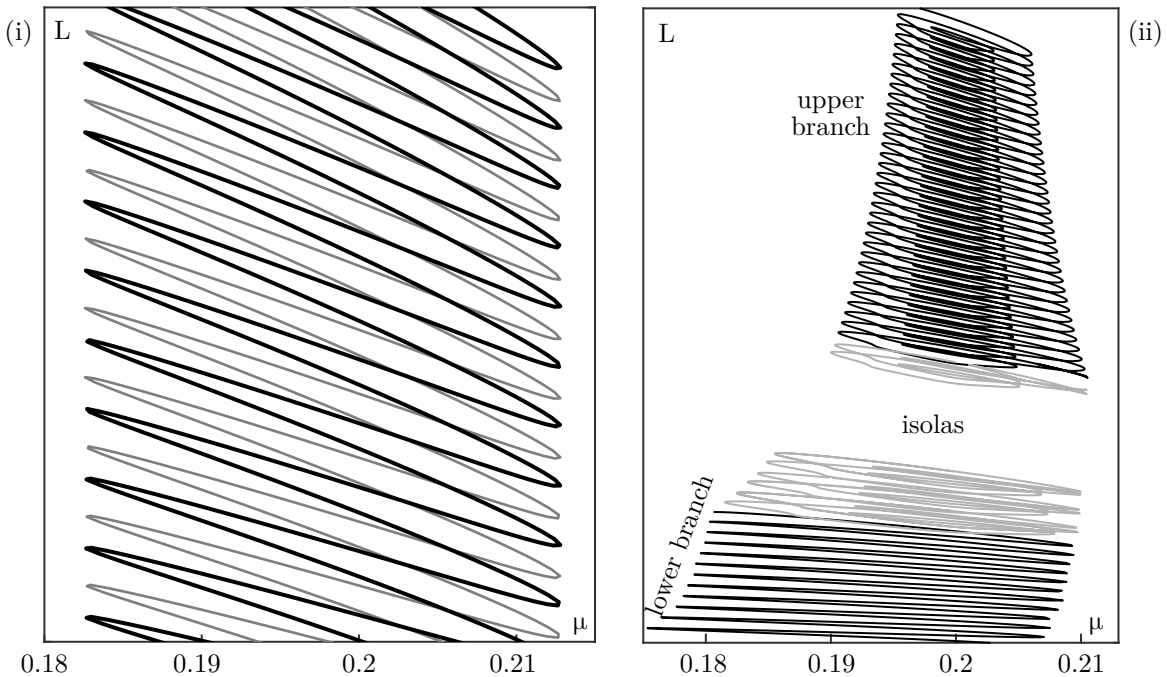 (i)
L
μ
0.18
0.19
0.2
0.21
(ii)
L
upper
branch
isolas
lower branch
μ
0.18
0.19
0.2
0.21